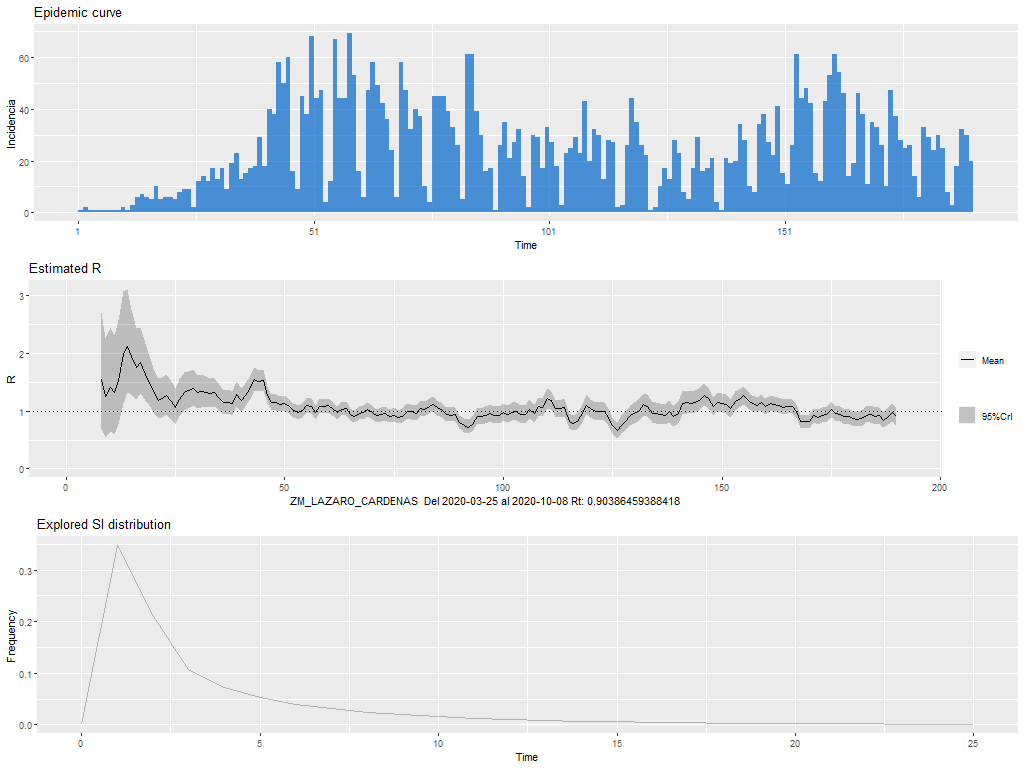 Epidemic curve
60
40
20
0
Incidencia
1
51
101
151
Time
Estimated R
3
2
1
0
R
Mean
95%CrI
0
50
100
150
200
ZM_LAZARO_CARDENAS Del 2020-03-25 al 2020-10-08 Rt: 0.90386459388418
Explored SI distribution
0.3
0.2
0.1
0.0
Frequency
0
5
10
15
20
25
Time